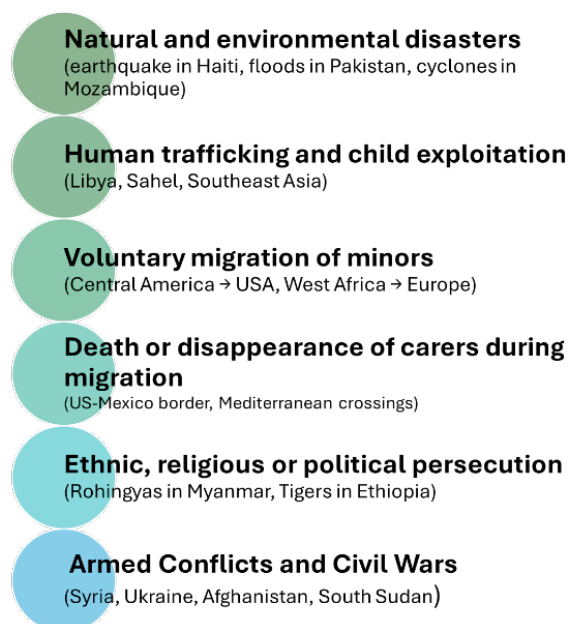 Natural and environmental disasters
(earthquake in Haiti, floods in Pakistan, cyclones in
Mozambique)
Human trafficking and child exploitation
(Libya, Sahel, Southeast Asia)
Voluntary migration of minors
(Central America → USA, West Africa → Europe)
Death or disappearance of carers during
migration
(US-Mexico border, Mediterranean crossings)
Ethnic, religious or political persecution
(Rohingyas in Myanmar, Tigers in Ethiopia)
Armed Conflicts and Civil Wars
(Syria, Ukraine, Afghanistan, South Sudan)